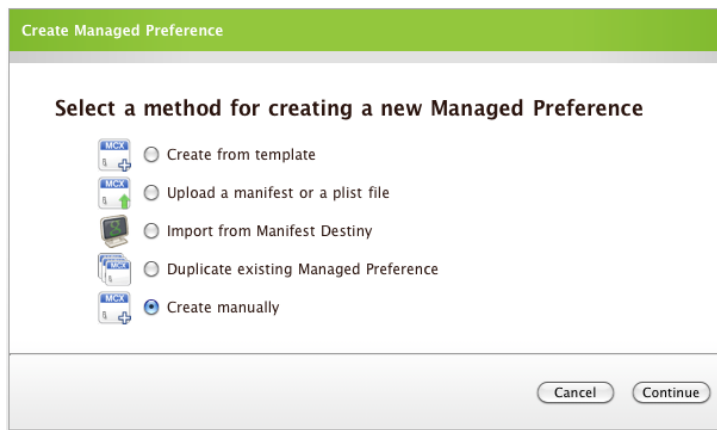 Create Managed Preference
Select a method for creating a new Managed Preference
MCX
Create from template
MCX
Upload a manifest or a plist file
Import from Manifest Destiny
MCX
Duplicate existing Managed Preference
MCX
Create manually
Cancel
Continue